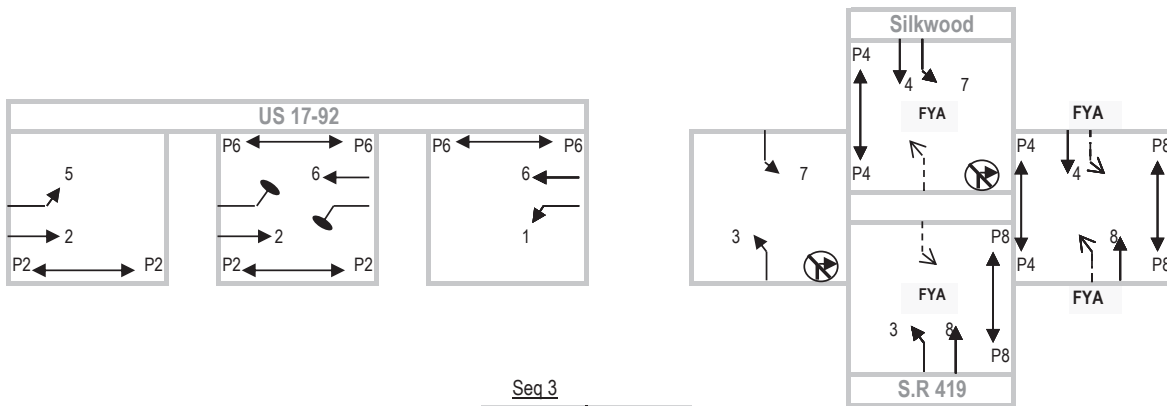 Silkwood
US 17-92
P4
4 7
FYA
P4
5
2
P2 P2
P6 P6
6
2
P2 P2
P6 P6
6
1
7
3
FYA
P4 P8
4
8
P4 P8
FYA
P8
FYA
3 8
P8
S.R 419
Seq 3